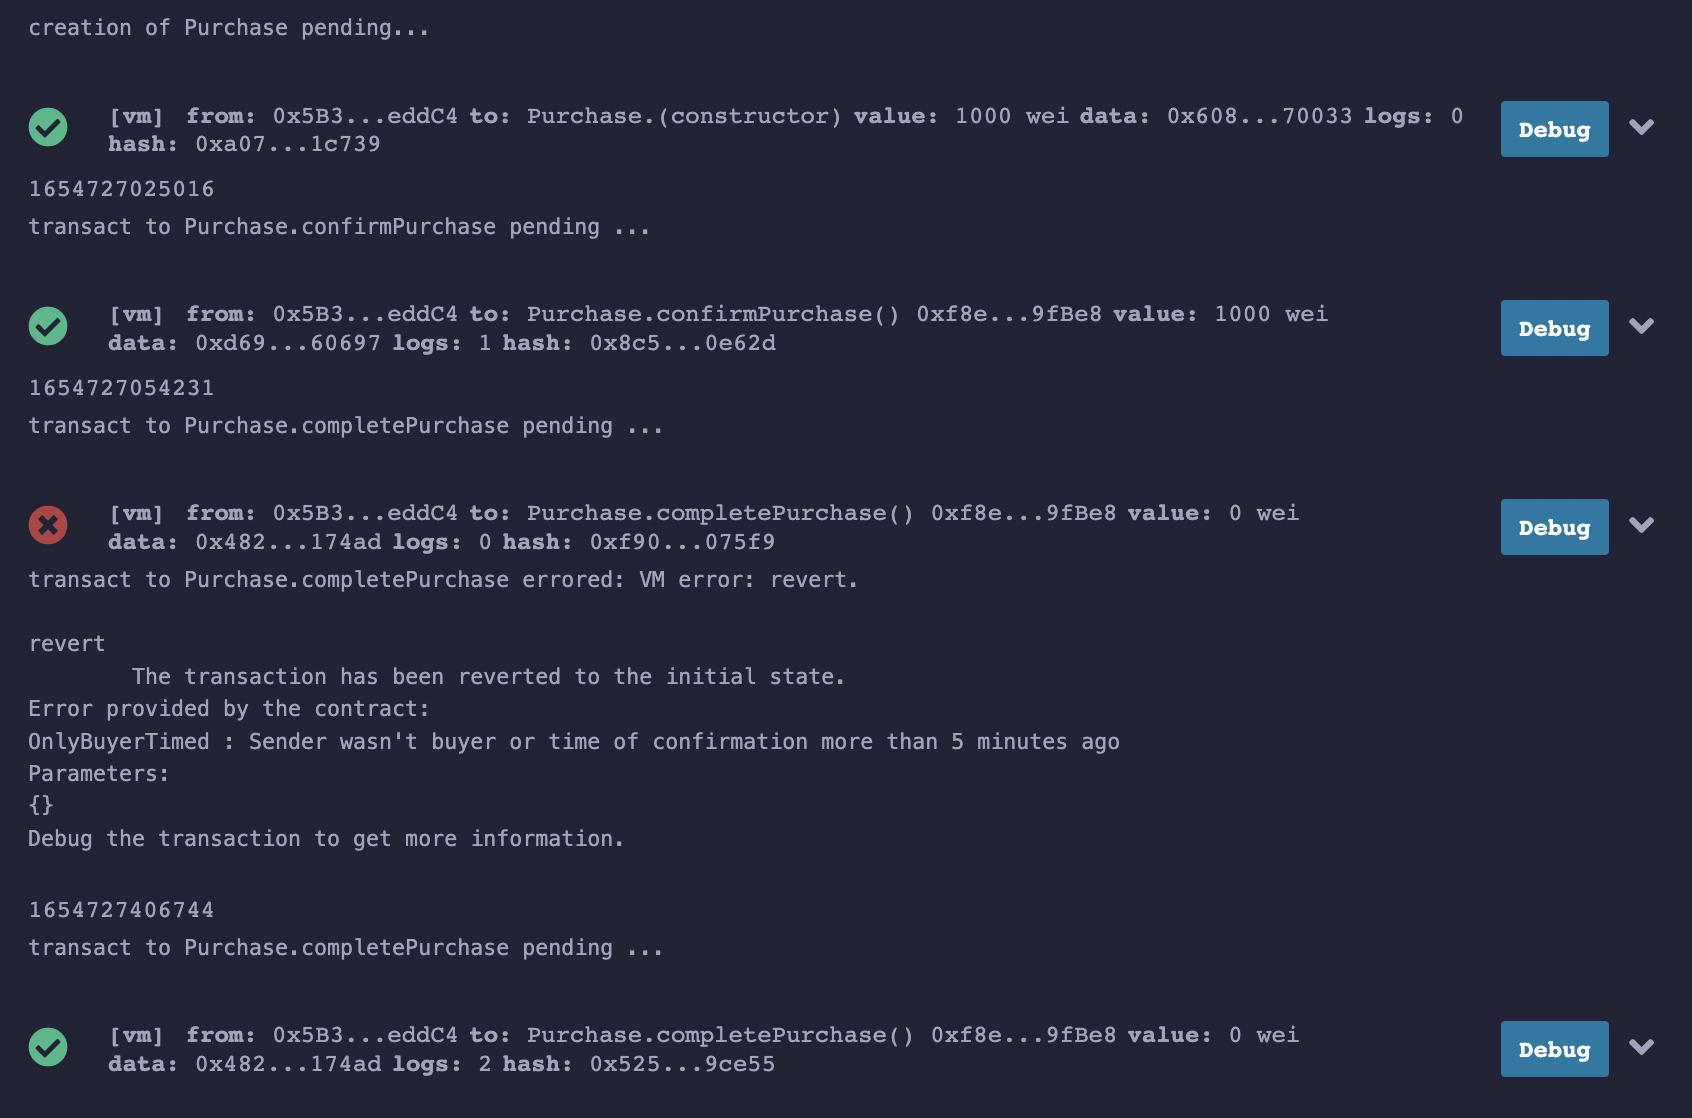 creation of Purchase pending...
[vm] from: 0x5B3...eddC4 to: Purchase.(constructor) value: 1000 wei data: 0x608...70033 logs: 0
hash: 0xa07...1c739
Debug
1654727025016
transact to Purchase.confirmPurchase pending ...
[vm] from: 0x5B3...eddC4 to: Purchase.confirmPurchase() 0xf8e...9fBe8 value: 1000 wei
data: 0xd69...60697 logs: 1 hash: 0x8c5...0e62d
Debug
1654727054231
transact to Purchase.completePurchase pending ...
[vm] from: 0x5B3...eddC4 to: Purchase.completePurchase() 0xf8e...9fBe8 value: 0 wei
data: 0x482...174ad logs: 0 hash: 0xf90...075f9
Debug
transact to Purchase.completePurchase errored: VM error: revert.
revert
The transaction has been reverted to the initial state.
Error provided by the contract:
OnlyBuyerTimed : Sender wasn't buyer or time of confirmation more than 5 minutes ago
Parameters:
{}
Debug the transaction to get more information.
1654727406744
transact to Purchase.completePurchase pending ...
[vm] from: 0x5B3...eddC4 to: Purchase.completePurchase() 0xf8e...9fBe8 value: 0 wei
data: 0x482...174ad logs: 2 hash: 0x525...9ce55
Debug